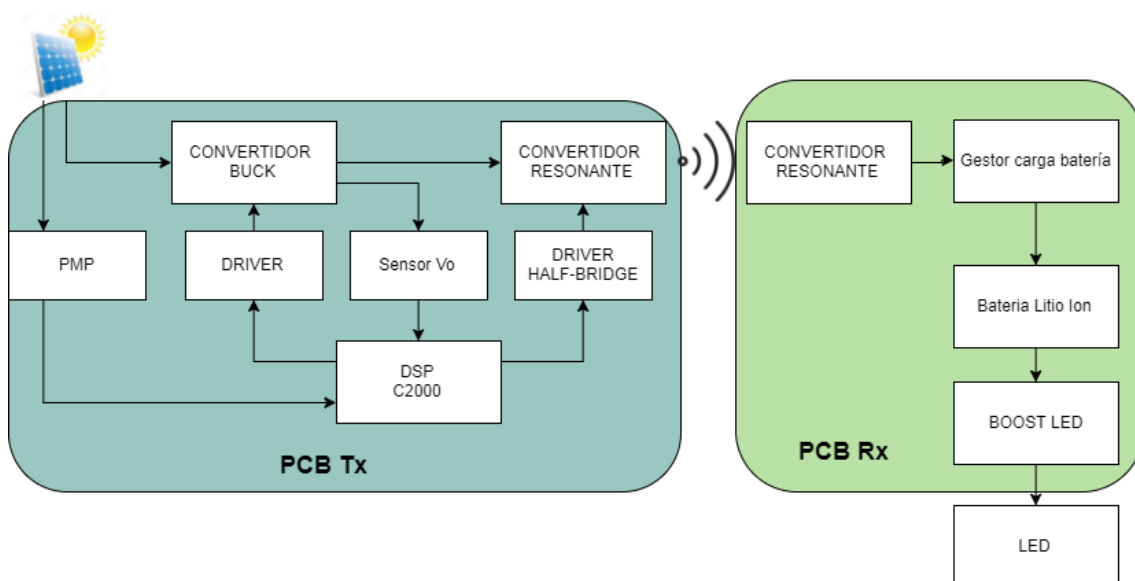 CONVERTIDOR
BUCK
CONVERTIDOR
RESONANTE
PMP
DRIVER
Sensor Vo
DRIVER
HALF-BRIDGE
DSP
C2000
PCB Tx
CONVERTIDOR
RESONANTE
Gestor carga batería
Bateria Litio Ion
BOOST LED
PCB Rx
LED